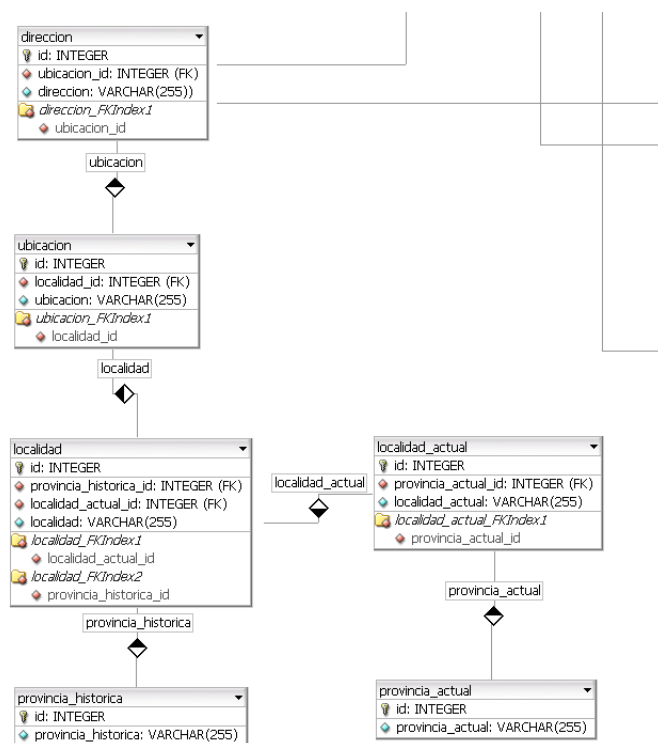 direccion
id: INTEGER
ubicacion_id: INTEGER (FK)
direccion: VARCHAR(255))
direccion_FKIndex1
ubicacion_id
ubicacion
ubicacion
id: INTEGER
localidad_id: INTEGER (FK)
ubicacion: VARCHAR(255)
ubicacion_FKIndex1
localidad_id
localidad
localidad
id: INTEGER
provincia_historica_id: INTEGER (FK)
localidad_actual_id: INTEGER (FK)
localidad: VARCHAR(255)
localidad_FKIndex1
localidad_actual_id
localidad_FKIndex2
provincia_historica_id
localidad_actual
localidad_actual
id: INTEGER
provincia_actual_id: INTEGER (FK)
localidad_actual: VARCHAR(255)
localidad_actual_FKIndex1
provincia_actual_id
provincia_historica
provincia_actual
provincia_historica
id: INTEGER
provincia_historica: VARCHAR(255)
provincia_actual
id: INTEGER
provincia_actual: VARCHAR(255)